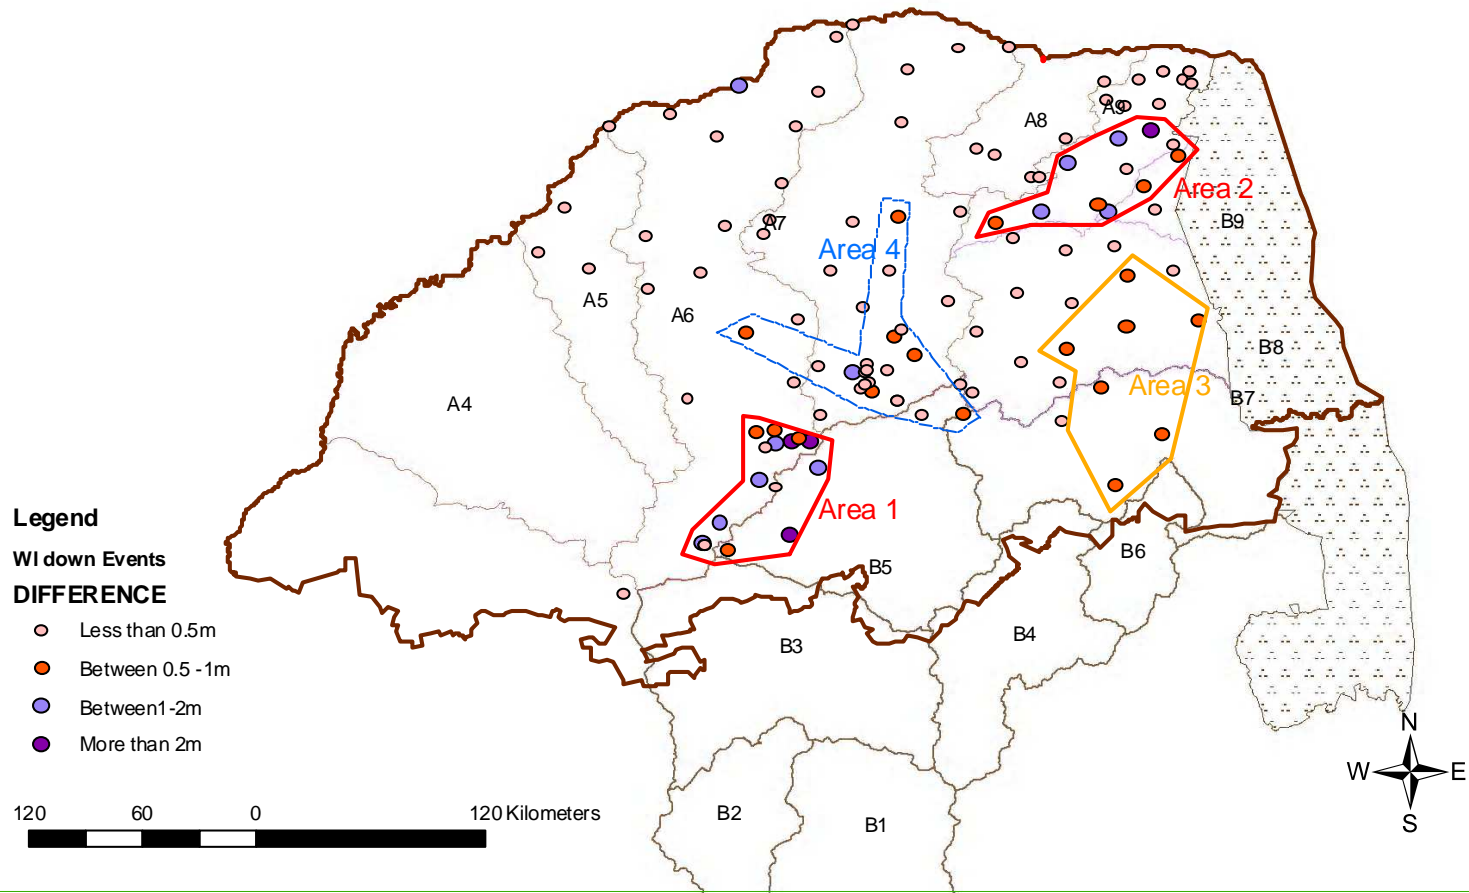 A8
A9
Area 2
B9
A7
Area 4
A5
A6
B8
Area 3
B7
A4
Area 1
B5
B6
B4
B3
B2
B1
Legend
Wl down Events
DIFFERENCE
Less than 0.5m
Between 0.5 -1m
Between1-2m
More than 2m
120 60 0 120 Kilometers
N
W E
S